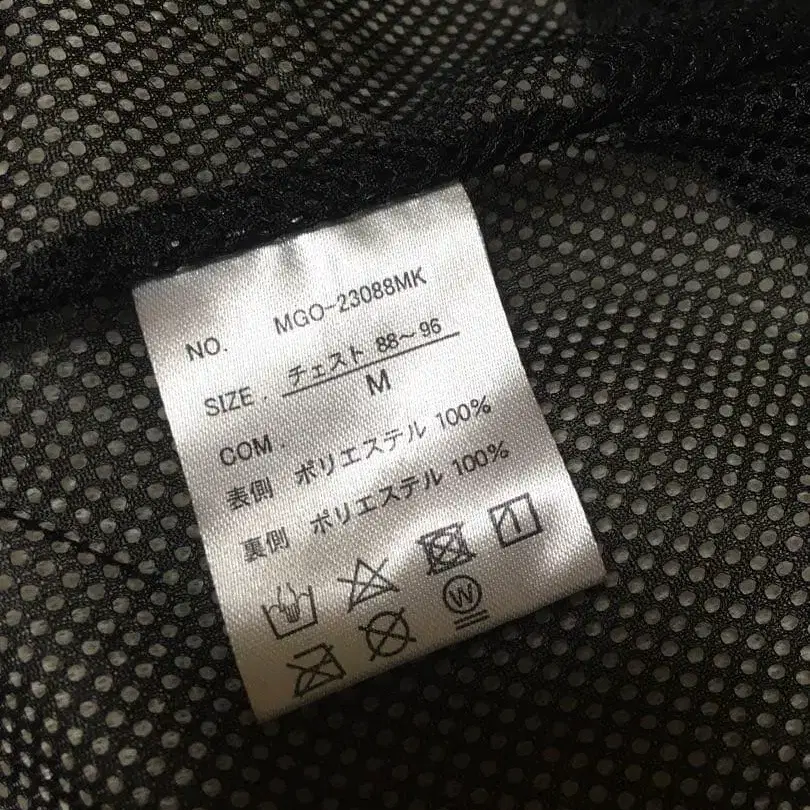 NO. MGO-23088MK
SIZE. チェスト 88～96
M
COM.
表側 ポリエステル 100%
裏側 ポリエステル 100%
W